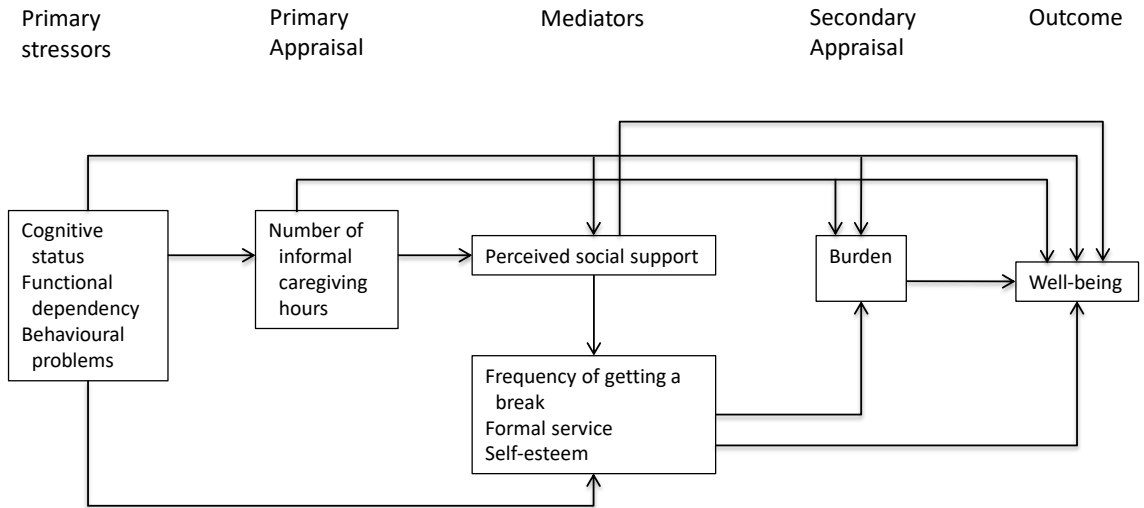 Primary
stressors
Primary
Appraisal
Mediators
Secondary
Appraisal
Outcome
Cognitive
status
Functional
dependency
Behavioural
problems
Number of
informal
caregiving
hours
Perceived social support
Burden
Well-being
Frequency of getting a
break
Formal service
Self-esteem